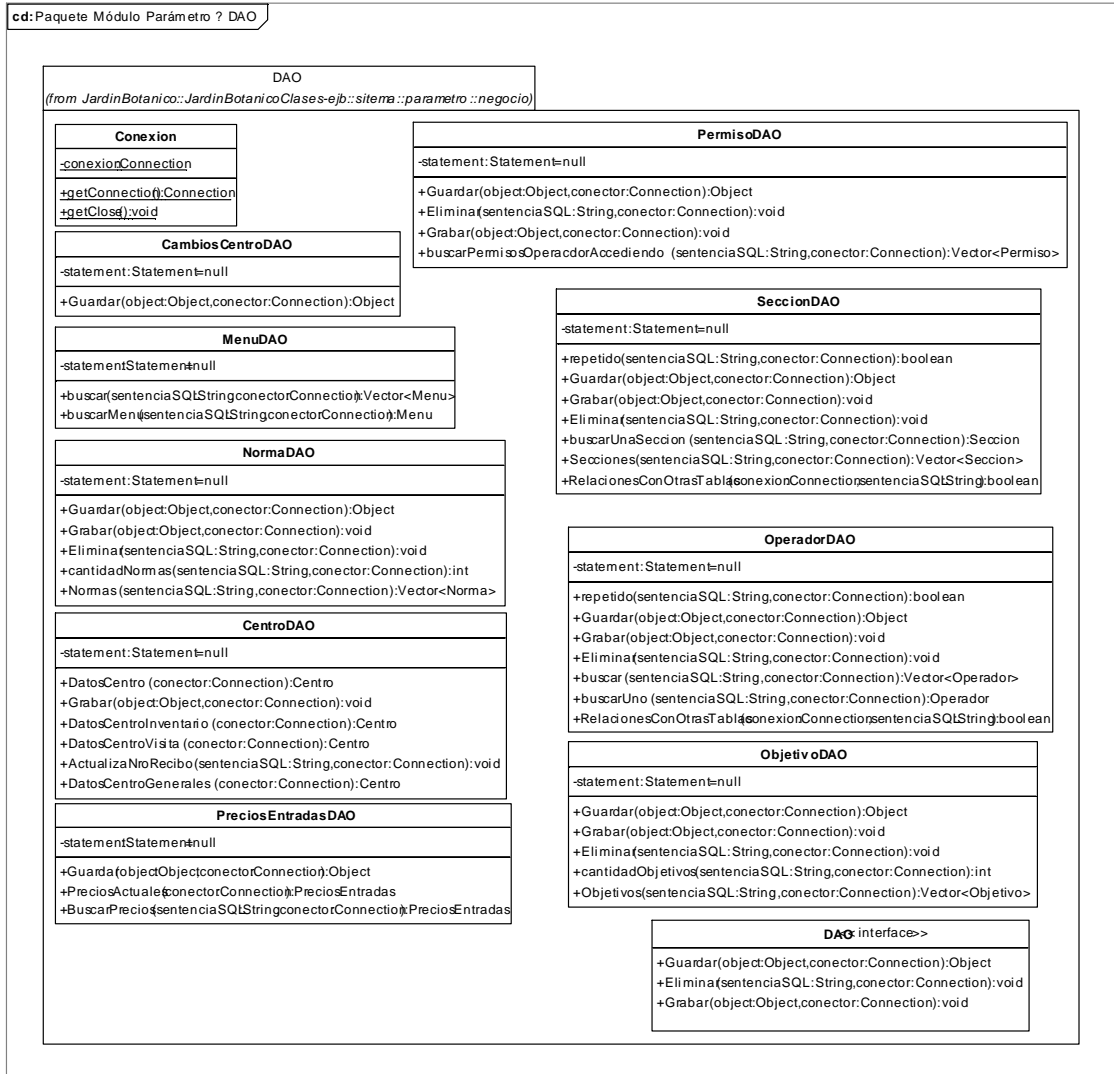 cd: Paquete Módulo Parámetro ? DAO
DAO
(from JardinBotanico::JardinBotanicoClases-ejb::sitema::parametro::negocio)
Conexion
-conexion:Connection
+getConnection():Connection
+getClose():void
CambiosCentroDAO
-statement:Statement=null
+Guardar(object:Object,conector:Connection):Object
MenuDAO
-statement:Statement=null
+buscar(sentenciaSQL:String,conector:Connection):Vector<Menu>
+buscarMenu(sentenciaSQL:String,conector:Connection):Menu
NormaDAO
-statement:Statement=null
+Guardar(object:Object,conector:Connection):Object
+Grabar(object:Object,conector:Connection):void
+Eliminar(sentenciaSQL:String,conector:Connection):void
+cantidadNormas(sentenciaSQL:String,conector:Connection):int
+Normas(sentenciaSQL:String,conector:Connection):Vector<Norma>
CentroDAO
-statement:Statement=null
+DatosCentro(conector:Connection):Centro
+Grabar(object:Object,conector:Connection):void
+DatosCentroInventario(conector:Connection):Centro
+DatosCentroVisita(conector:Connection):Centro
+ActualizaNroRecibo(sentenciaSQL:String,conector:Connection):void
+DatosCentroGenerales(conector:Connection):Centro
PreciosEntradasDAO
-statement:Statement=null
+Guardar(object:Object,conector:Connection):Object
+PreciosActuales(conector:Connection):PreciosEntradas
+BuscarPrecios(sentenciaSQL:String,conector:Connection):PreciosEntradas
PermisoDAO
-statement:Statement=null
+Guardar(object:Object,conector:Connection):Object
+Eliminar(sentenciaSQL:String,conector:Connection):void
+Grabar(object:Object,conector:Connection):void
+buscarPermisosOperacdorAccediendo(sentenciaSQL:String,conector:Connection):Vector<Permiso>
SeccionDAO
-statement:Statement=null
+repetido(sentenciaSQL:String,conector:Connection):boolean
+Guardar(object:Object,conector:Connection):Object
+Grabar(object:Object,conector:Connection):void
+Eliminar(sentenciaSQL:String,conector:Connection):void
+buscarUnaSeccion(sentenciaSQL:String,conector:Connection):Seccion
+Secciones(sentenciaSQL:String,conector:Connection):Vector<Seccion>
+RelacionesConOtrasTablas(conexion:Connection,sentenciaSQL:String):boolean
OperadorDAO
-statement:Statement=null
+repetido(sentenciaSQL:String,conector:Connection):boolean
+Guardar(object:Object,conector:Connection):Object
+Grabar(object:Object,conector:Connection):void
+Eliminar(sentenciaSQL:String,conector:Connection):void
+buscar(sentenciaSQL:String,conector:Connection):Vector<Operador>
+buscarUno(sentenciaSQL:String,conector:Connection):Operador
+RelacionesConOtrasTablas(conexion:Connection,sentenciaSQL:String):boolean
ObjetivoDAO
-statement:Statement=null
+Guardar(object:Object,conector:Connection):Object
+Grabar(object:Object,conector:Connection):void
+Eliminar(sentenciaSQL:String,conector:Connection):void
+cantidadObjetivos(sentenciaSQL:String,conector:Connection):int
+Objetivos(sentenciaSQL:String,conector:Connection):Vector<Objetivo>
DAO <<interface>>
+Guardar(object:Object,conector:Connection):Object
+Eliminar(sentenciaSQL:String,conector:Connection):void
+Grabar(object:Object,conector:Connection):void